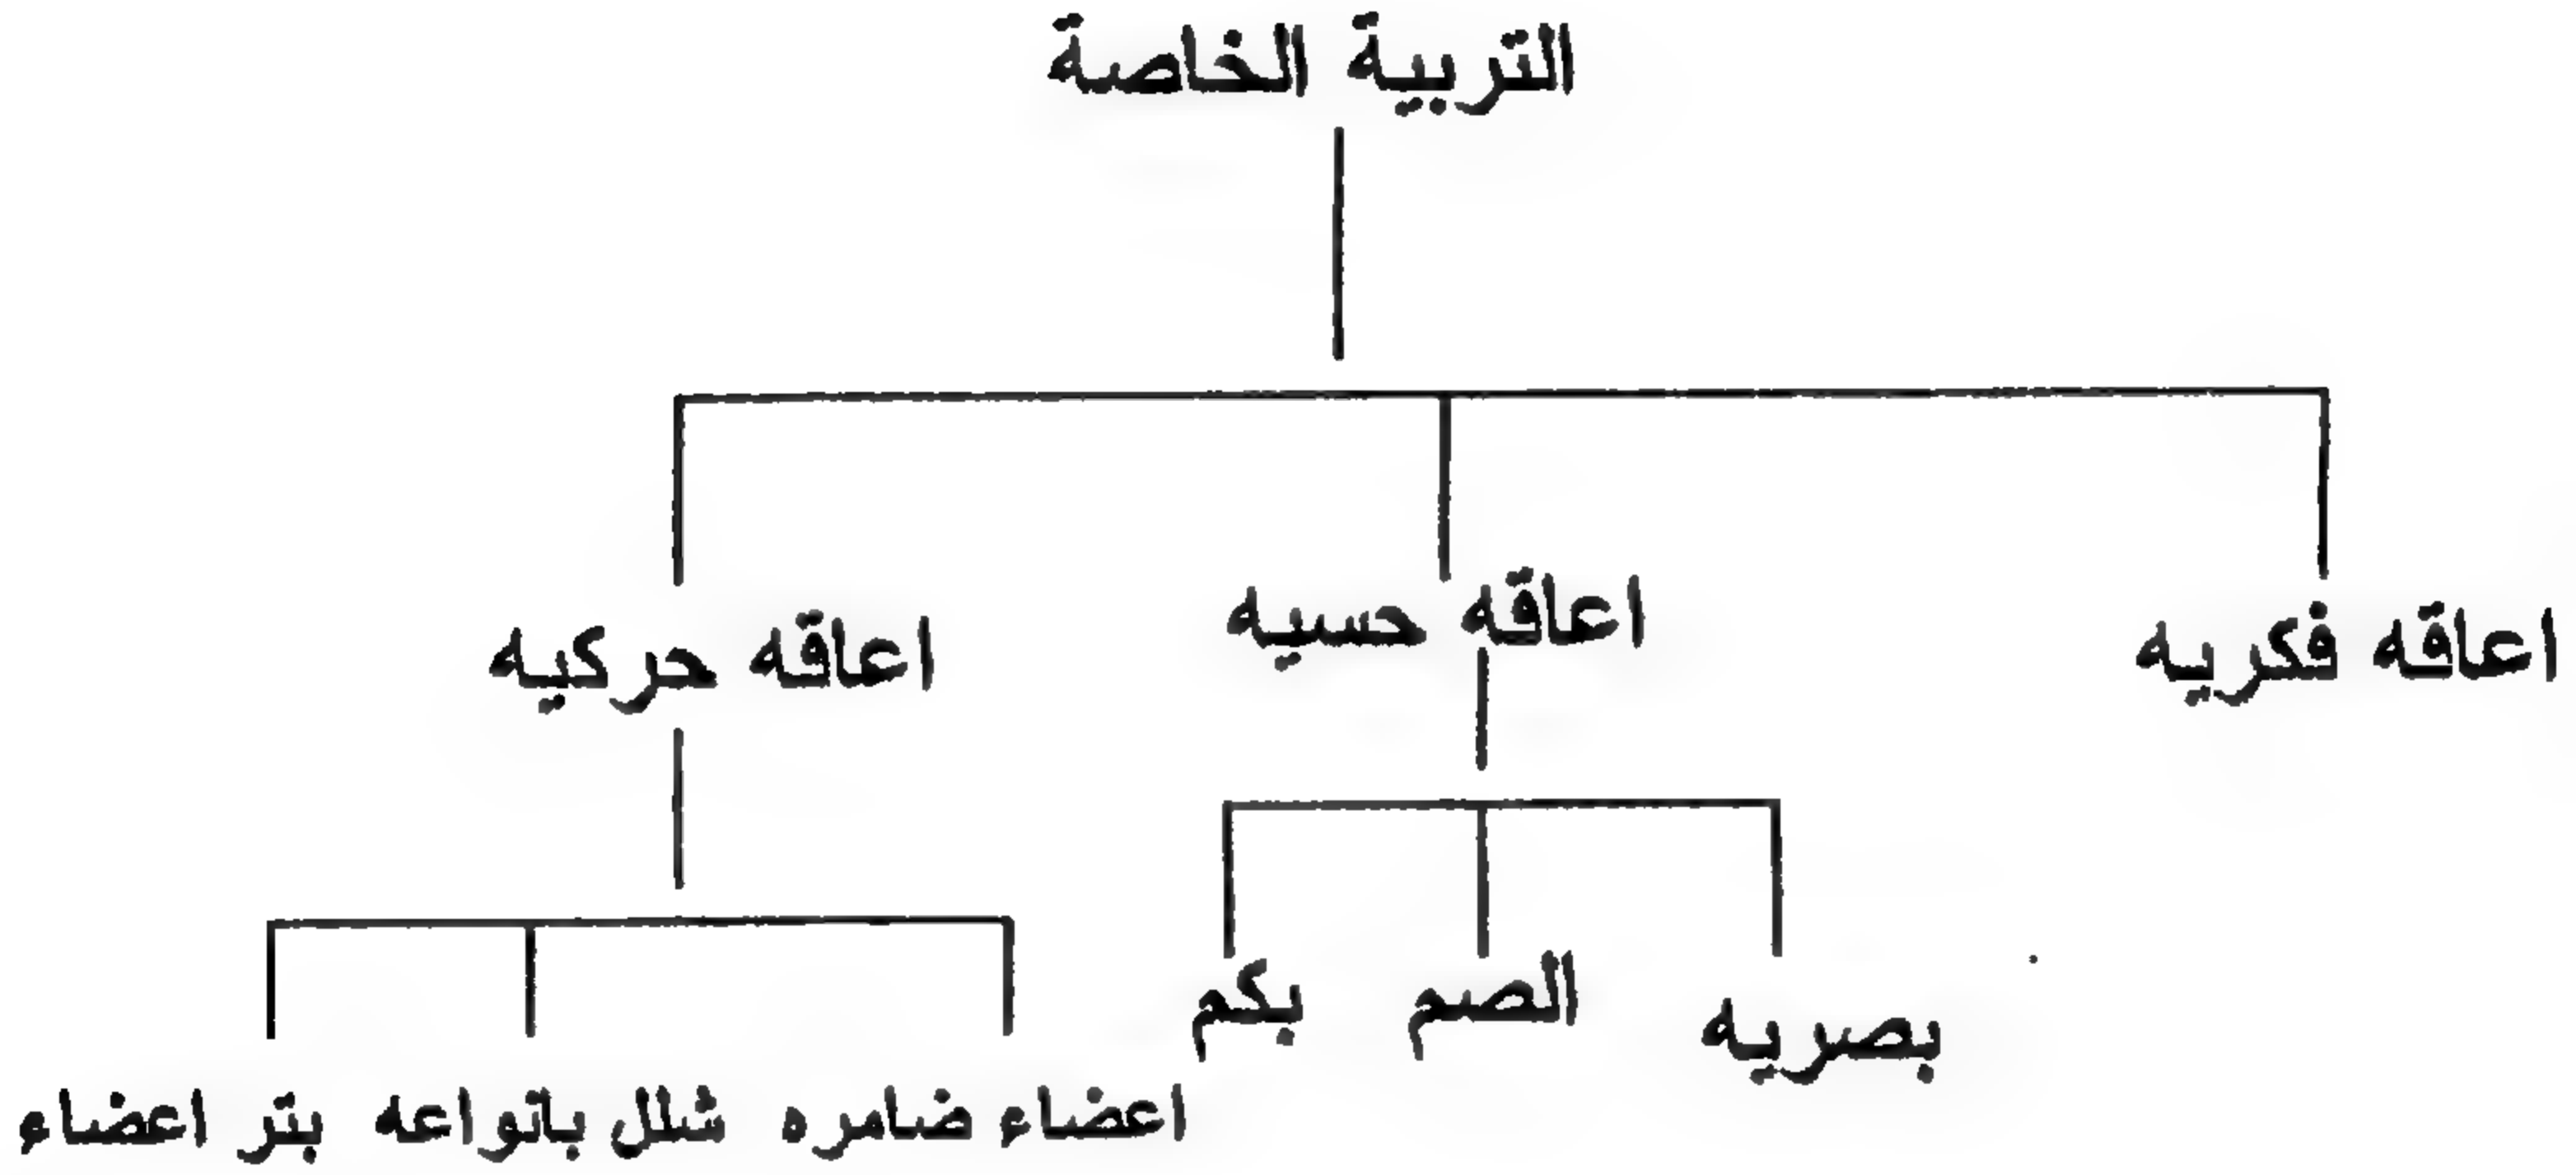 التربية الخاصة
اعاقه فكريه
اعاقه حسيه
اعاقه حركيه
بصريه
الصم
بكم
اعضاء ضامره
شلل بانواعه
بتر اعضاء